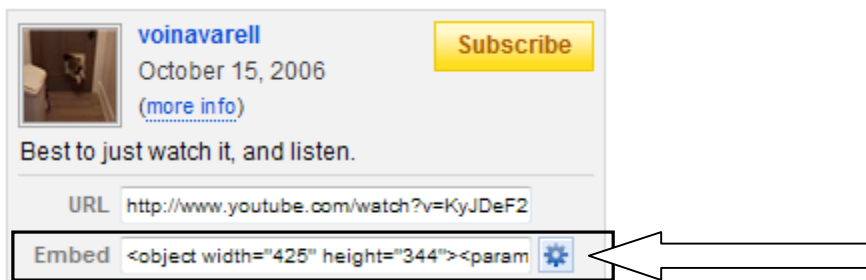 voinavarell
Subscribe
October 15, 2006
(more info)
Best to just watch it, and listen.
URL http://www.youtube.com/watch?v=KyJDeF2
Embed <object width="425" height="344"><param